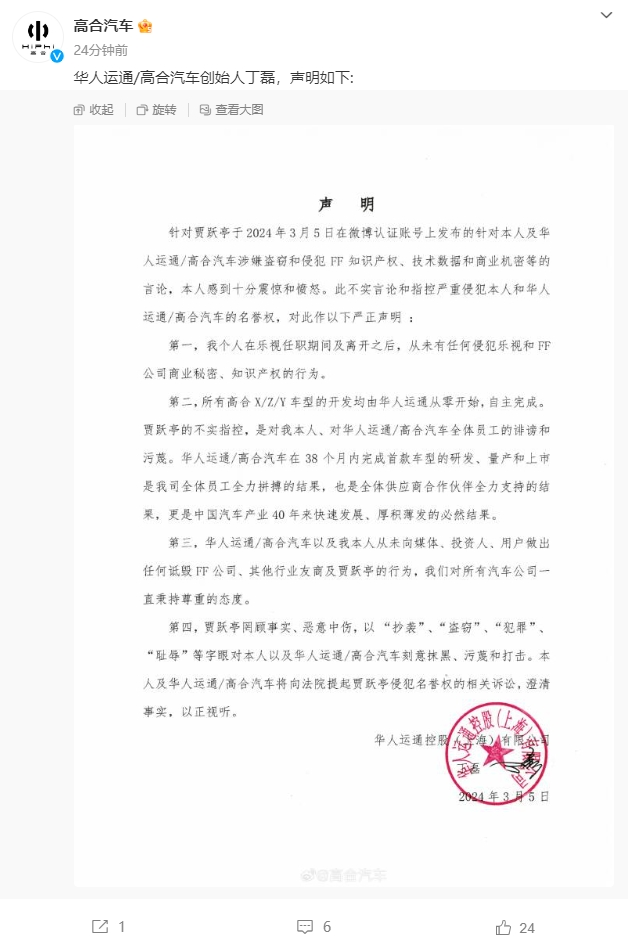 高合汽车
24分钟前
HIPHI
高合
华人运通/高合汽车创始人丁磊，声明如下:
收起 旋转 查看大图
声 明
针对贾跃亭于2024年3月5日在微博认证账号上发布的针对本人及华
人运通/高合汽车涉嫌盗窃和侵犯FF知识产权、技术数据和商业机密等的
言论，本人感到十分震惊和愤怒。此不实言论和指控严重侵犯本人和华人
运通/高合汽车的名誉权，对此作以下严正声明：
第一，我个人在乐视任职期间及离开之后，从未有任何侵犯乐视和FF
公司商业秘密、知识产权的行为。
第二，所有高合X/Z/Y车型的开发均由华人运通从零开始，自主完成。
贾跃亭的不实指控，是对我本人、对华人运通/高合汽车全体员工的诽谤和
污蔑。华人运通/高合汽车在38个月内完成首款车型的研发、量产和上市
是我司全体员工全力拼搏的结果，也是全体供应商合作伙伴全力支持的结
果，更是中国汽车产业40年来快速发展、厚积薄发的必然结果。
第三，华人运通/高合汽车以及我本人从未向媒体、投资人、用户做出
任何诋毁FF公司、其他行业友商及贾跃亭的行为，我们对所有汽车公司一
直秉持尊重的态度。
第四，贾跃亭罔顾事实、恶意中伤，以“抄袭”、“盗窃”、“犯罪”、
“耻辱”等字眼对本人以及华人运通/高合汽车刻意抹黑、污蔑和打击。本
人及华人运通/高合汽车将向法院提起贾跃亭侵犯名誉权的相关诉讼，澄清
事实，以正视听。
华人运通控股（上海）有限公司
华人运通控股(上海)有限公司
丁磊
2024年3月5日
@高合汽车
1 6 24